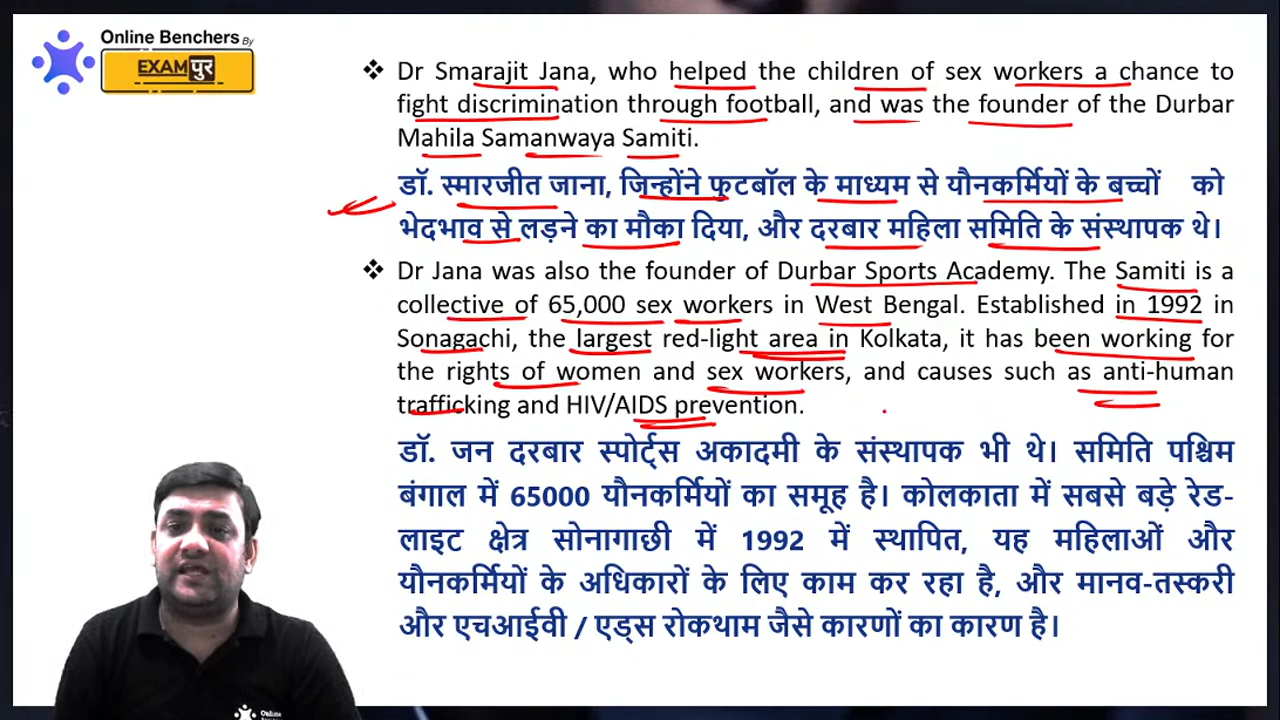 Online Benchers By
EXAMपुर
❖ Dr Smarajit Jana, who helped the children of sex workers a chance to
fight discrimination through football, and was the founder of the Durbar
Mahila Samanwaya Samiti.
डॉ. स्मारजीत जाना, जिन्होंने फुटबॉल के माध्यम से यौनकर्मियों के बच्चों को
भेदभाव से लड़ने का मौका दिया, और दरबार महिला समिति के संस्थापक थे।
❖ Dr Jana was also the founder of Durbar Sports Academy. The Samiti is a
collective of 65,000 sex workers in West Bengal. Established in 1992 in
Sonagachi, the largest red-light area in Kolkata, it has been working for
the rights of women and sex workers, and causes such as anti-human
trafficking and HIV/AIDS prevention.
डॉ. जन दरबार स्पोर्ट्स अकादमी के संस्थापक भी थे। समिति पश्चिम
बंगाल में 65000 यौनकर्मियों का समूह है। कोलकाता में सबसे बड़े रेड-
लाइट क्षेत्र सोनागाछी में 1992 में स्थापित, यह महिलाओं और
यौनकर्मियों के अधिकारों के लिए काम कर रहा है, और मानव-तस्करी
और एचआईवी / एड्स रोकथाम जैसे कारणों का कारण है।
Online